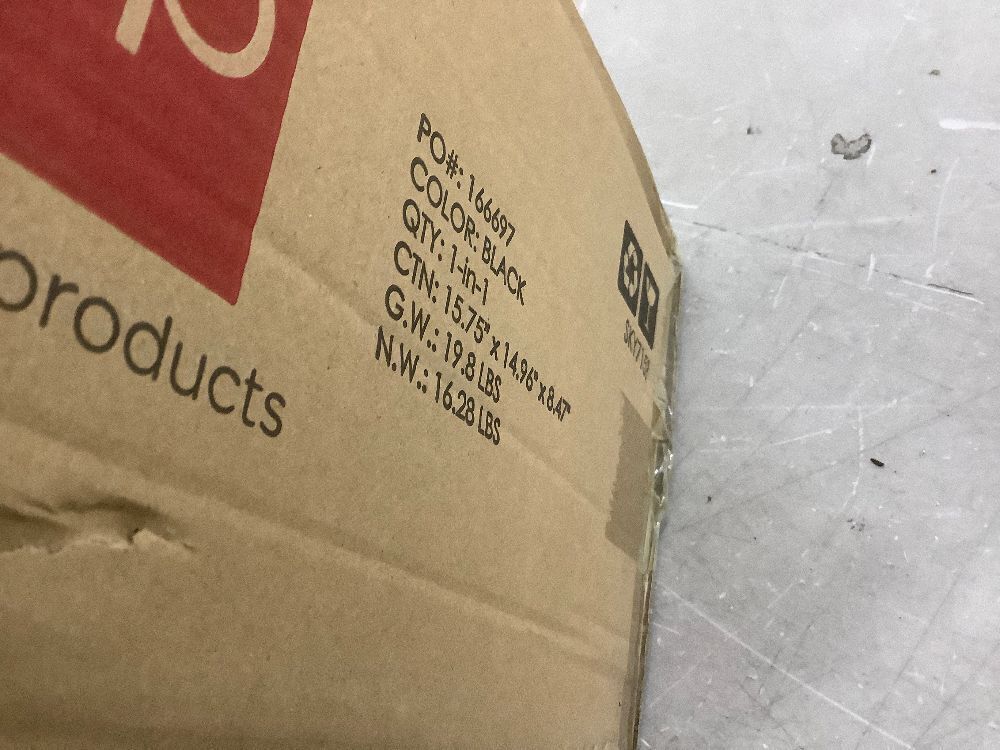 products
PO#: 166697
COLOR: BLACK
QTY: 1-in-1
CTN: 15.75" x 14.96" x 8.47"
G.W.: 19.8 LBS
N.W.: 16.28 LBS